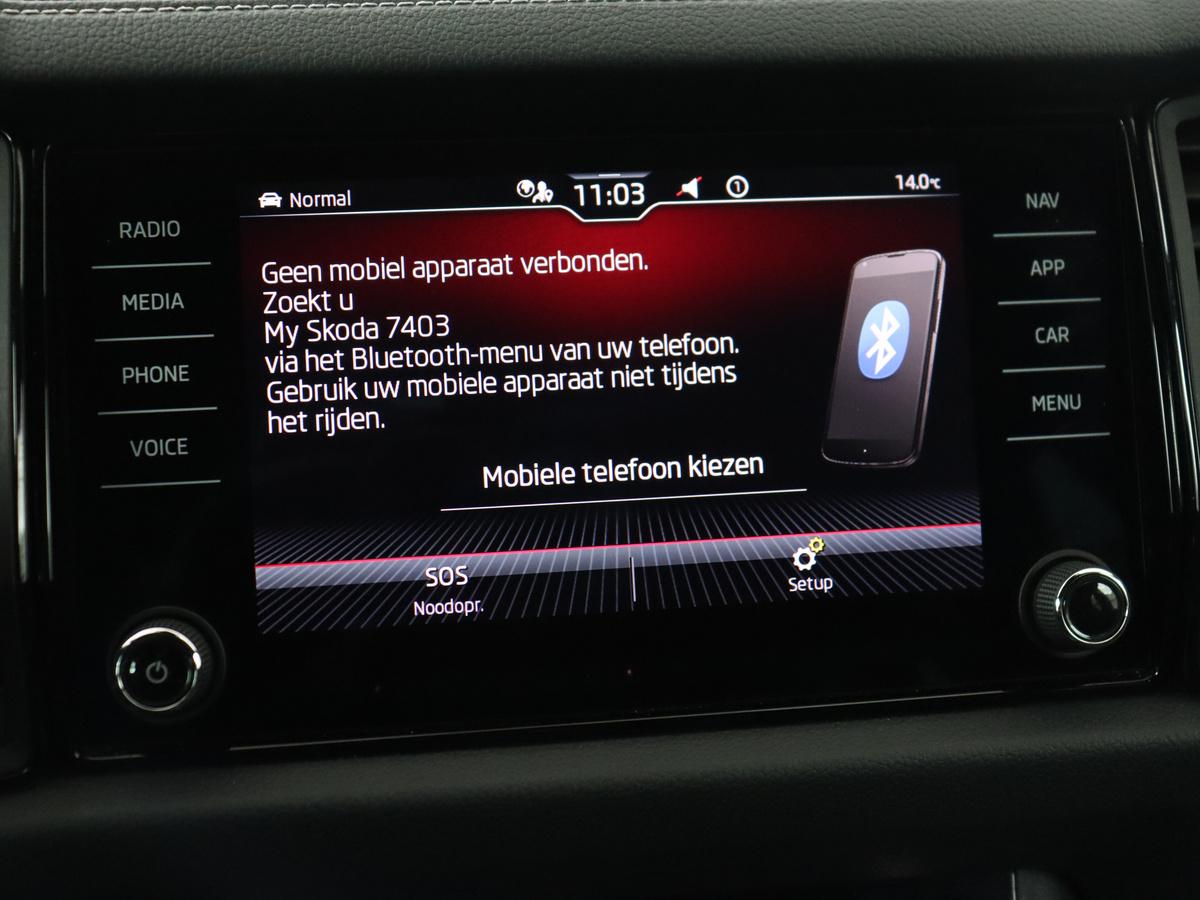 Normal
11:03
1
14.0°C
RADIO
MEDIA
PHONE
VOICE
Geen mobiel apparaat verbonden.
Zoekt u
My Skoda 7403
via het Bluetooth-menu van uw telefoon.
Gebruik uw mobiele apparaat niet tijdens
het rijden.
Mobiele telefoon kiezen
SOS
Noodopr.
Setup
NAV
APP
CAR
MENU